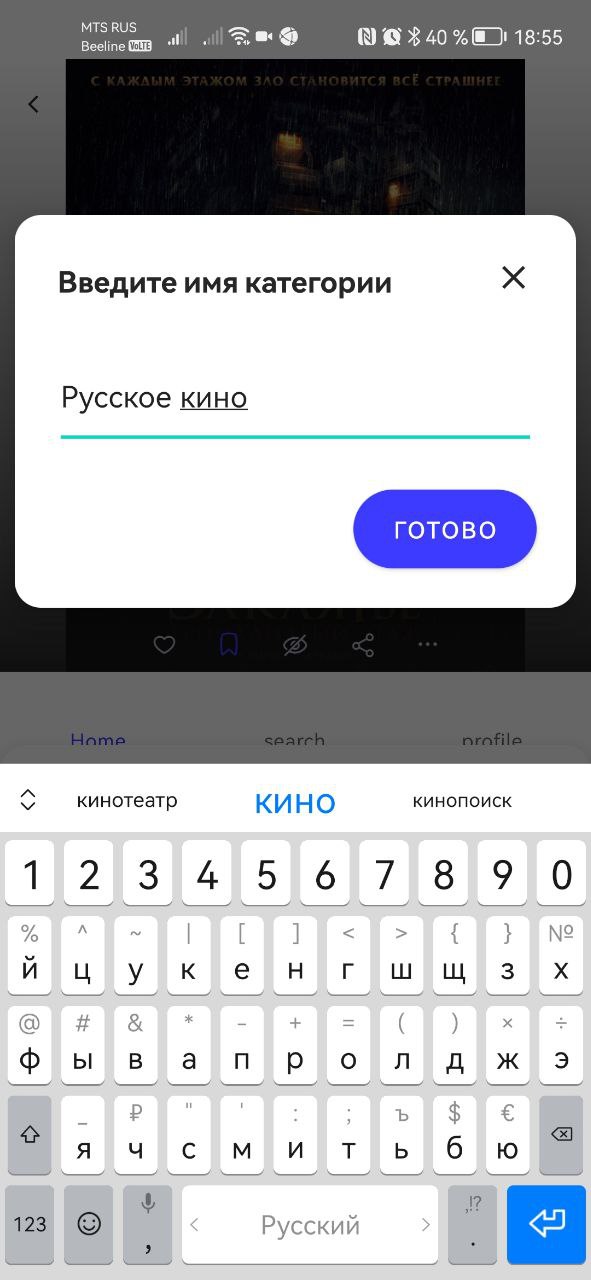 MTS RUS
Beeline VoLTE
40 % 18:55
С КАЖДЫМ ЭТАЖОМ ЗЛО СТАНОВИТСЯ ВСЁ СТРАШНЕЕ
Введите имя категории
Русское кино
ГОТОВО
Home search profile
кинотеатр кино кинопоиск
1 2 3 4 5 6 7 8 9 0
% ^ ~ | [ ] < > { } №
й ц у к е н г ш щ з х
@ # & * - + = ( ) × ÷
ф ы в а п р о л д ж э
_ ₽ " ' : ; ъ $ €
я ч с м и т ь б ю
,!?
123 , Русский .